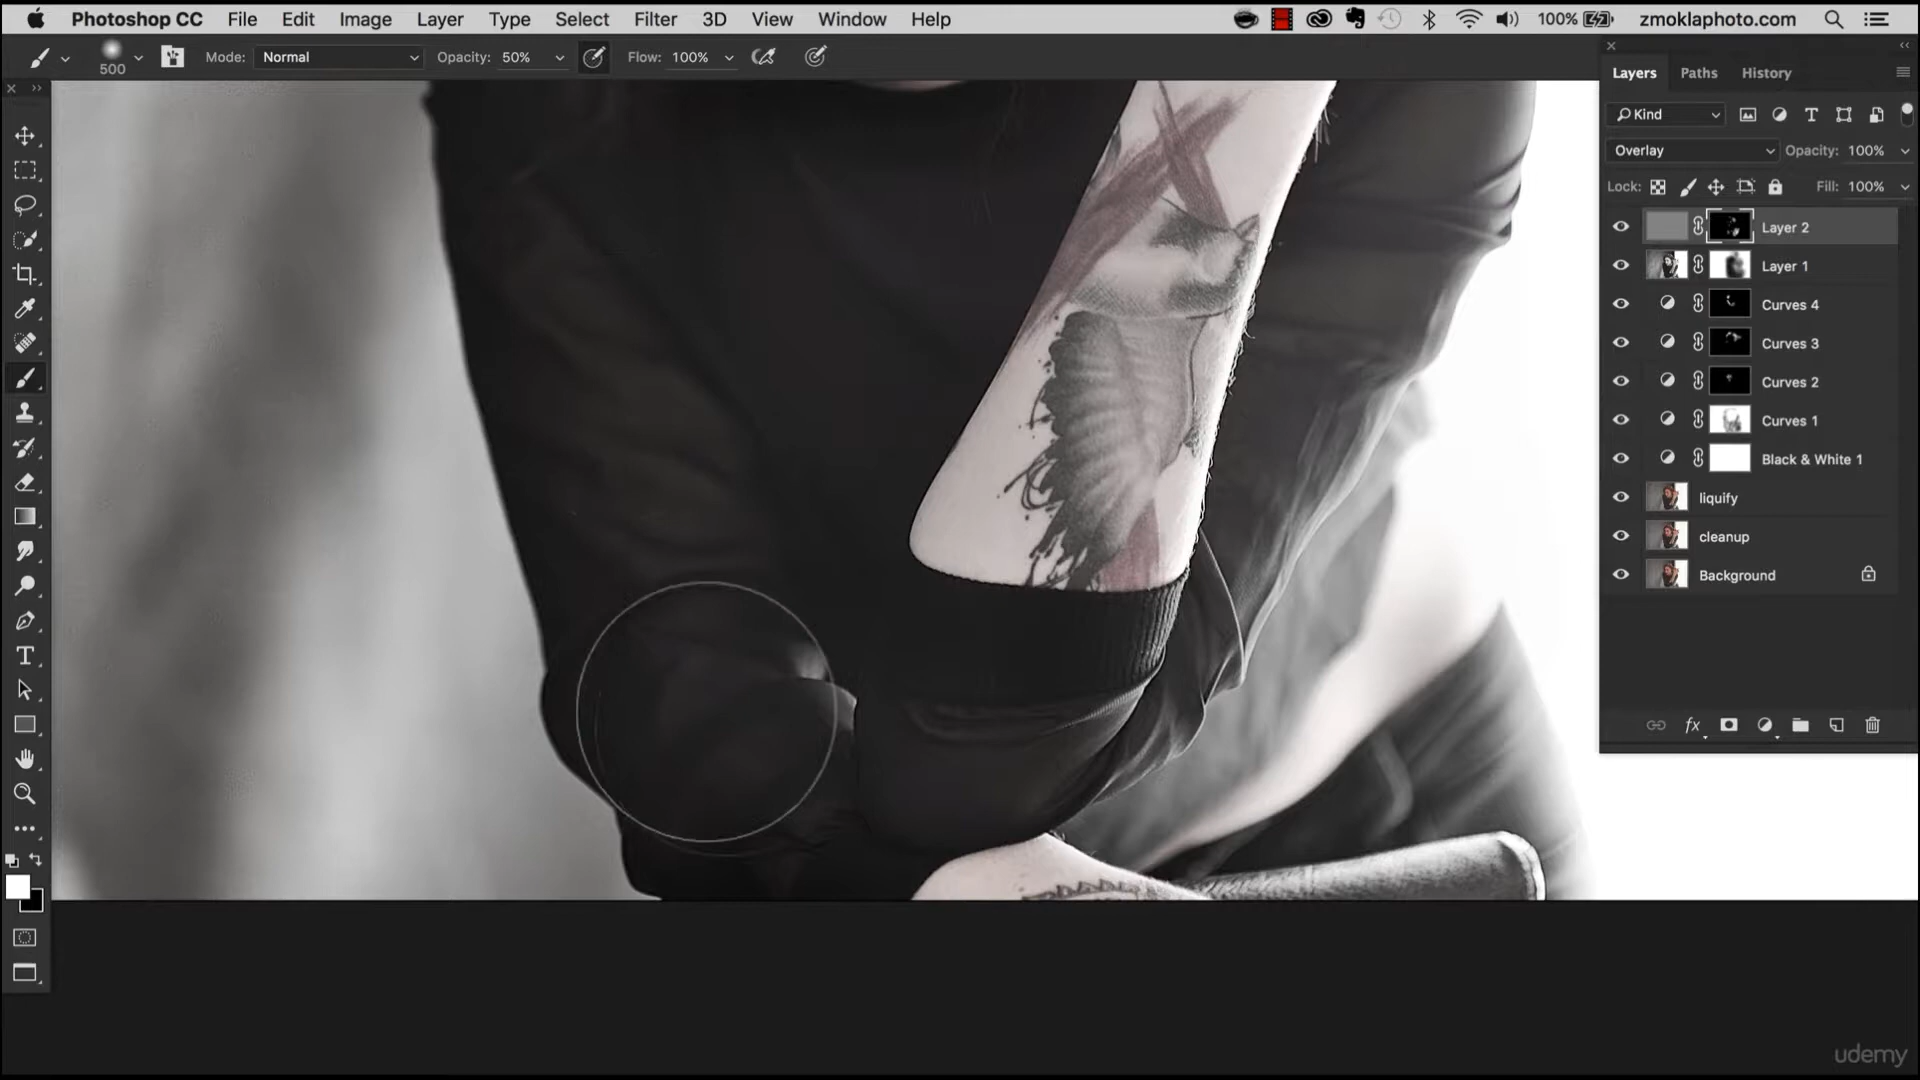 Photoshop CC File Edit Image Layer Type Select Filter 3D View Window Help 100% zmoklaphoto.com
500 Mode: Normal Opacity: 50% Flow: 100%
Layers Paths History
Kind
Overlay Opacity: 100%
Lock: Fill: 100%
Layer 2
Layer 1
Curves 4
Curves 3
Curves 2
Curves 1
Black & White 1
liquify
cleanup
Background
fx
udemy